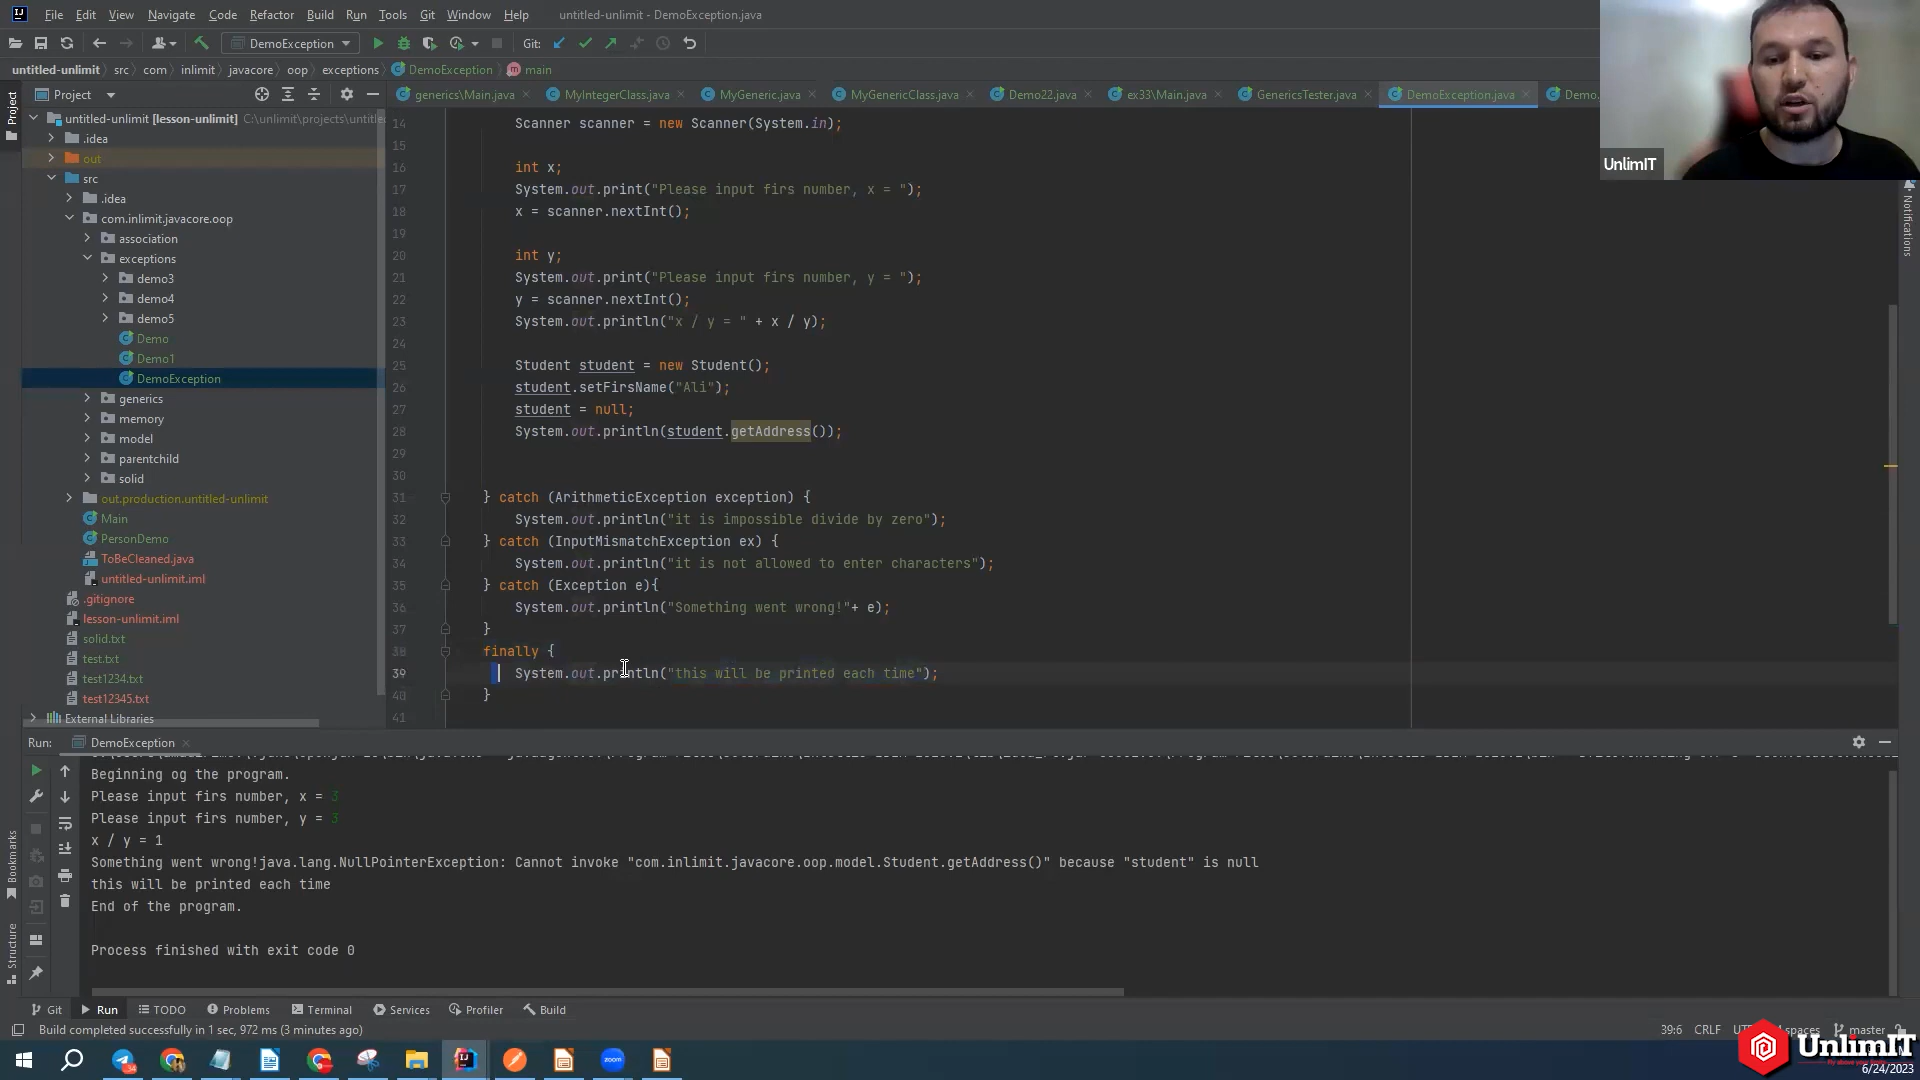 File Edit View Navigate Code Refactor Build Run Tools Git Window Help untitled-unlimit - DemoException.java
DemoException Git:
untitled-unlimit src com inlimit javacore oop exceptions DemoException main
Project
Project
generics\Main.java MyIntegerClass.java MyGeneric.java MyGenericClass.java Demo22.java ex33\Main.java GenericsTester.java DemoException.java Demo.
UnlimIT
Notifications
untitled-unlimit [lesson-unlimit] C:\unlimit\projects\untitle
.idea
out
src
.idea
com.inlimit.javacore.oop
association
exceptions
demo3
demo4
demo5
Demo
Demo1
DemoException
generics
memory
model
parentchild
solid
out.production.untitled-unlimit
Main
PersonDemo
ToBeCleaned.java
untitled-unlimit.iml
.gitignore
lesson-unlimit.iml
solid.txt
test.txt
test1234.txt
test12345.txt
External Libraries
14 Scanner scanner = new Scanner(System.in);
15
16 int x;
17 System.out.print("Please input firs number, x = ");
18 x = scanner.nextInt();
19
20 int y;
21 System.out.print("Please input firs number, y = ");
22 y = scanner.nextInt();
23 System.out.println("x / y = " + x / y);
24
25 Student student = new Student();
26 student.setFirsName("Ali");
27 student = null;
28 System.out.println(student.getAddress());
29
30
31 } catch (ArithmeticException exception) {
32 System.out.println("it is impossible divide by zero");
33 } catch (InputMismatchException ex) {
34 System.out.println("it is not allowed to enter characters");
35 } catch (Exception e){
36 System.out.println("Something went wrong!"+ e);
37 }
38 finally {
39 System.out.println("this will be printed each time");
40 }
41
Run: DemoException
Beginning og the program.
Please input firs number, x = 3
Please input firs number, y = 3
x / y = 1
Something went wrong!java.lang.NullPointerException: Cannot invoke "com.inlimit.javacore.oop.model.Student.getAddress()" because "student" is null
this will be printed each time
End of the program.
Process finished with exit code 0
Bookmarks
Structure
Git Run TODO Problems Terminal Services Profiler Build
Build completed successfully in 1 sec, 972 ms (3 minutes ago) 39:6 CRLF spaces master
UnlimIT
6/24/2023